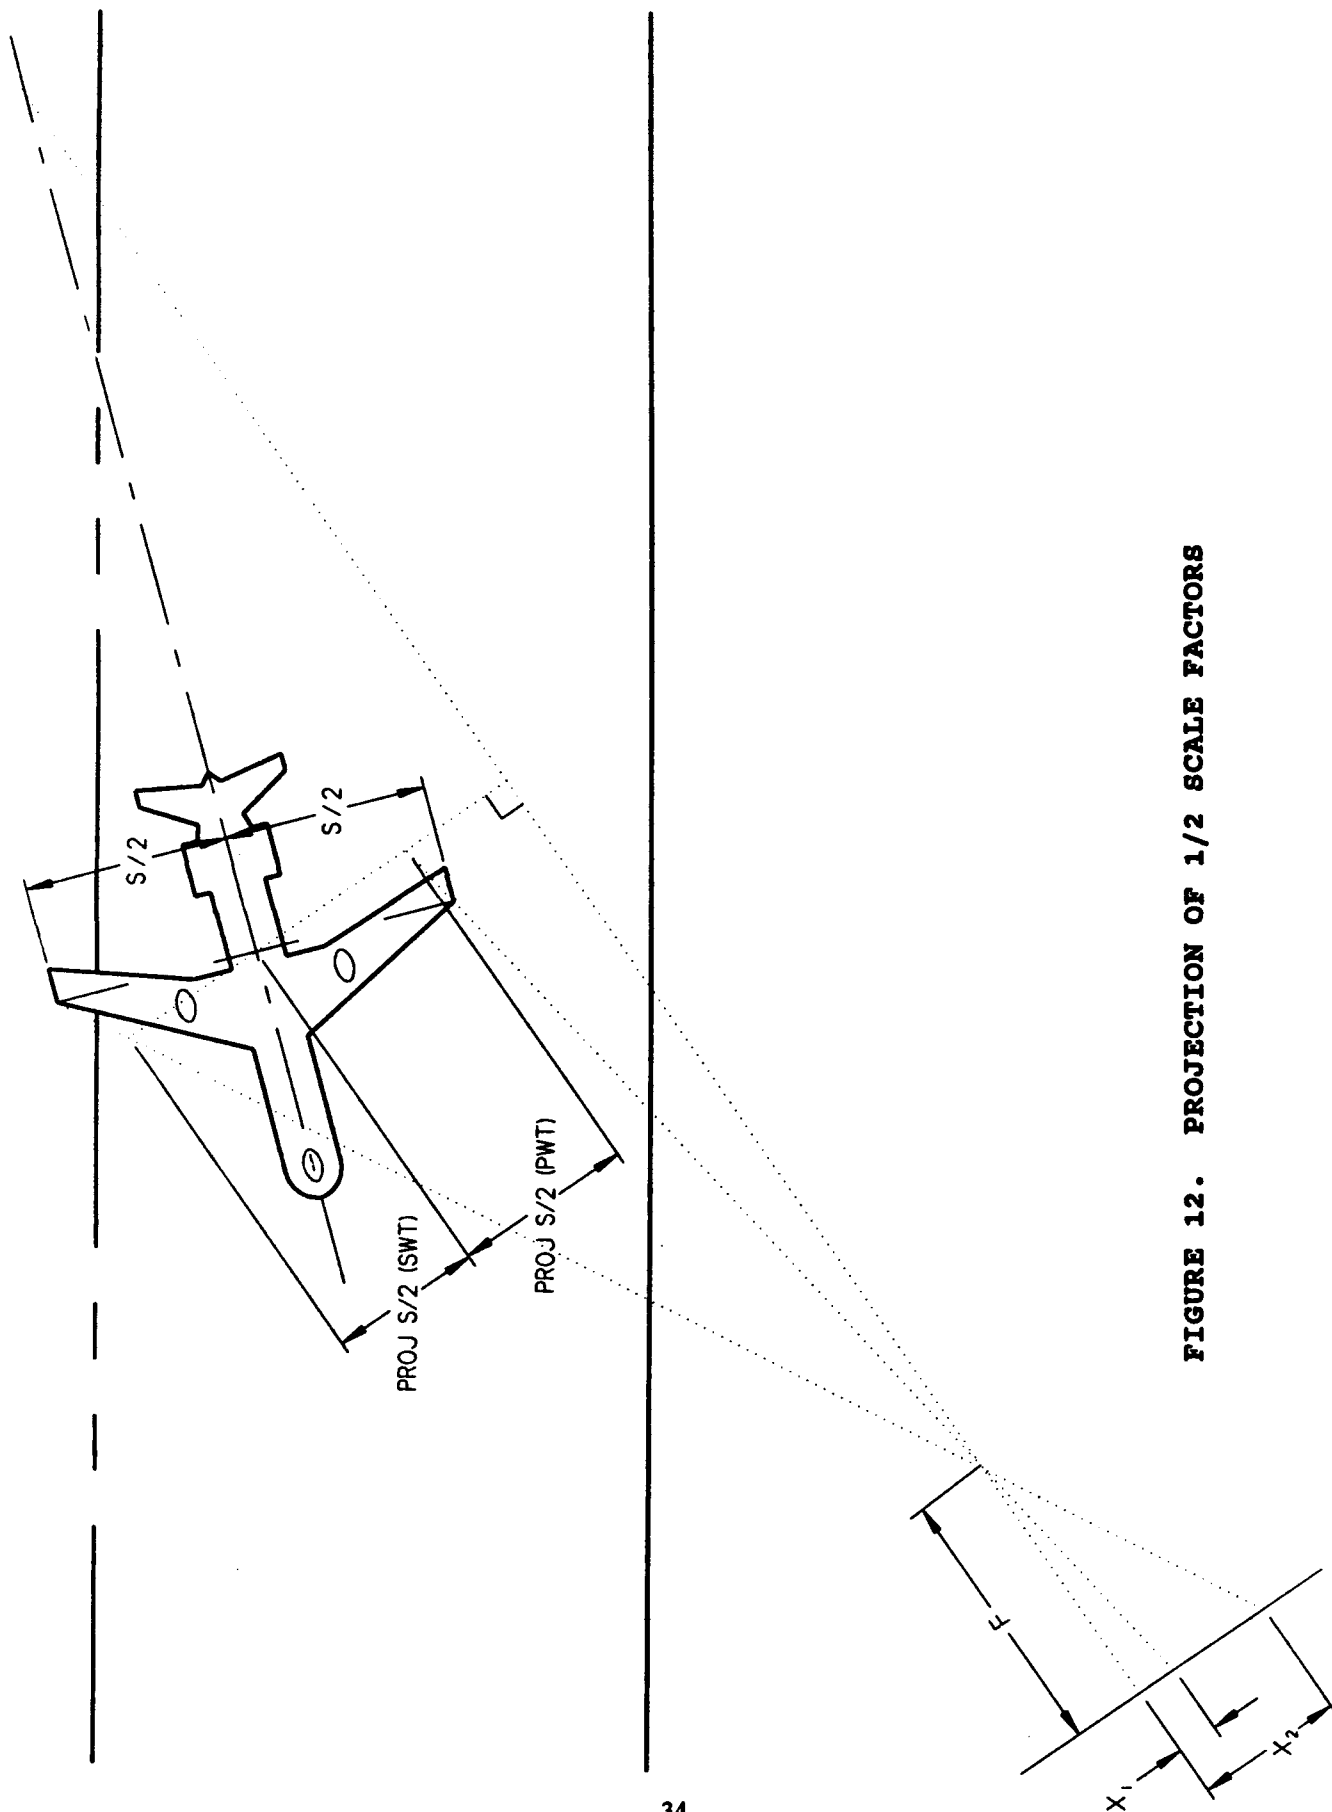 S/2
S/2
PROJ S/2 (SWT)
PROJ S/2 (PWT)
F
X₁
X₂
FIGURE 12. PROJECTION OF 1/2 SCALE FACTORS
34